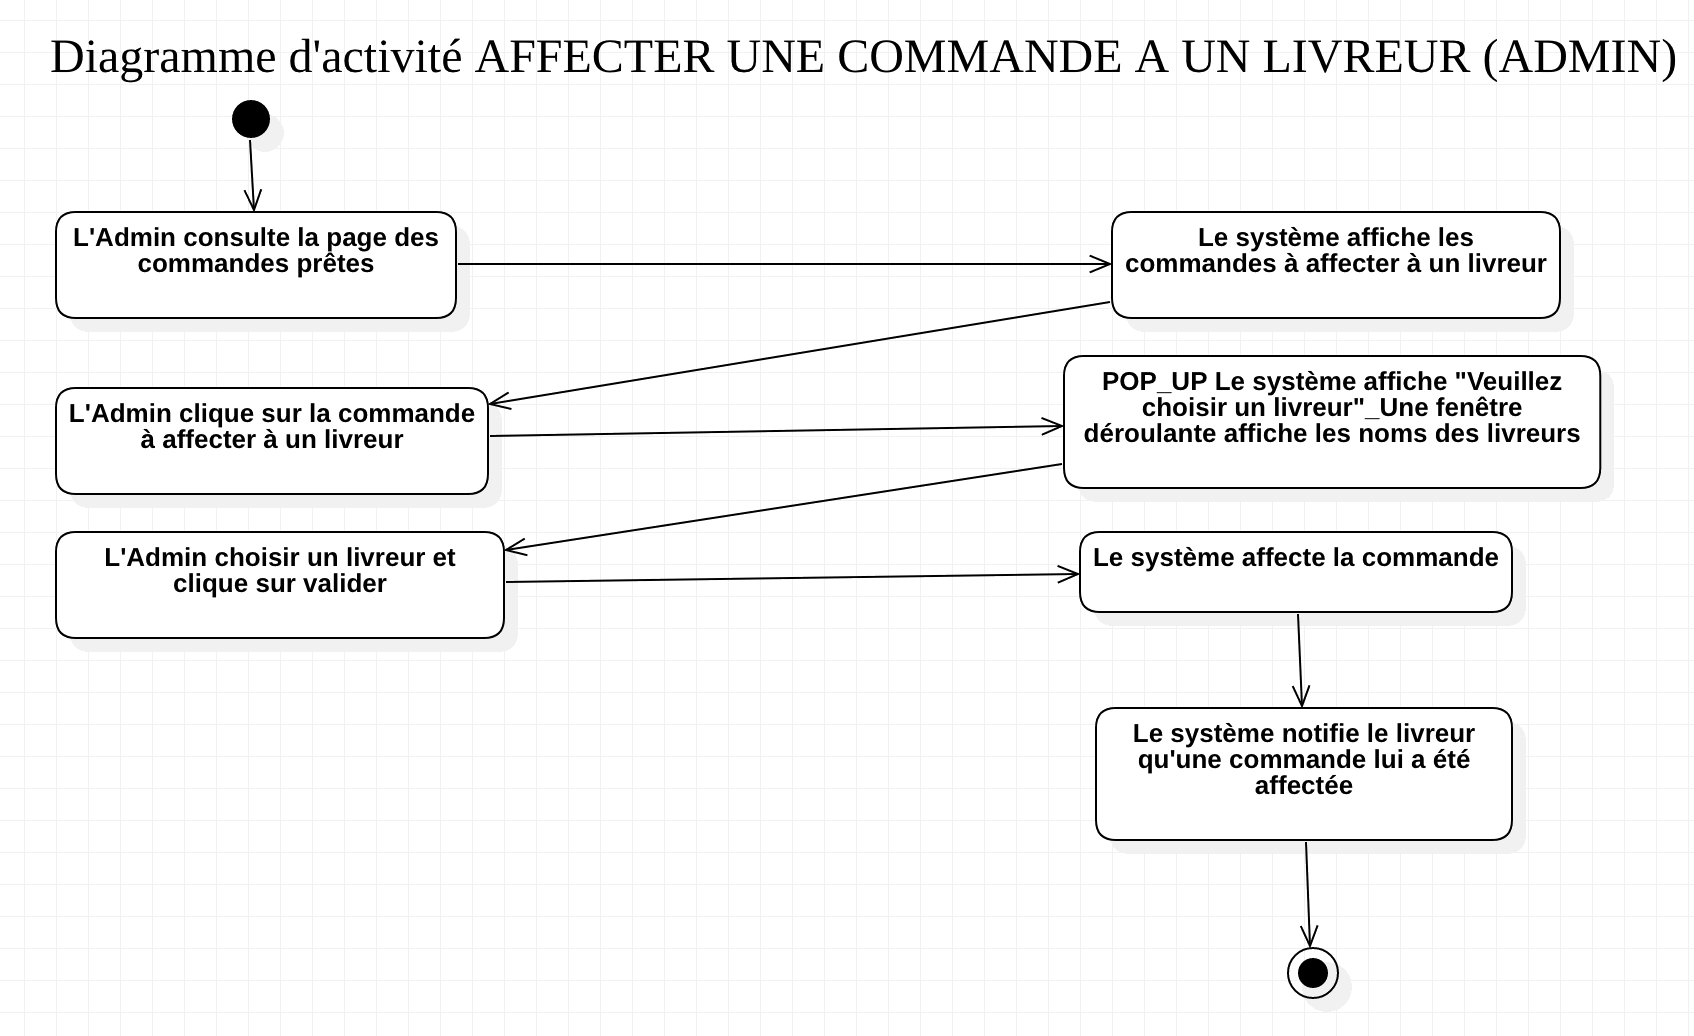 Diagramme d'activité AFFECTER UNE COMMANDE A UN LIVREUR (ADMIN)
L'Admin consulte la page des
commandes prêtes
Le système affiche les
commandes à affecter à un livreur
L'Admin clique sur la commande
à affecter à un livreur
POP_UP Le système affiche "Veuillez
choisir un livreur"_Une fenêtre
déroulante affiche les noms des livreurs
L'Admin choisir un livreur et
clique sur valider
Le système affecte la commande
Le système notifie le livreur
qu'une commande lui a été
affectée